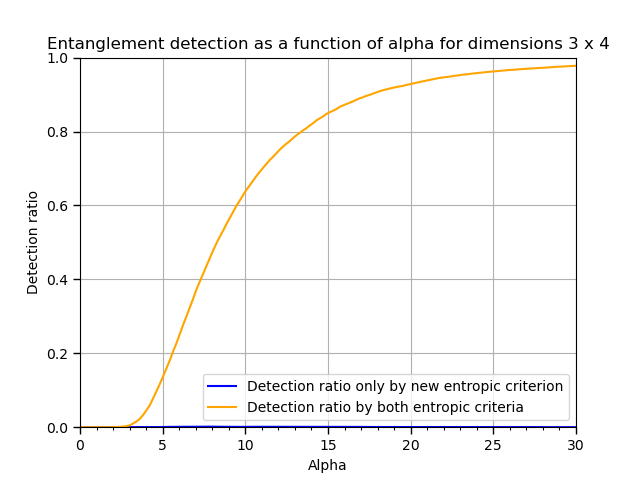 Entanglement detection as a function of alpha for dimensions 3 x 4
1.0
0.8
0.6
0.4
0.2
0.0
Detection ratio
Detection ratio only by new entropic criterion
Detection ratio by both entropic criteria
0 5 10 15 20 25 30
Alpha